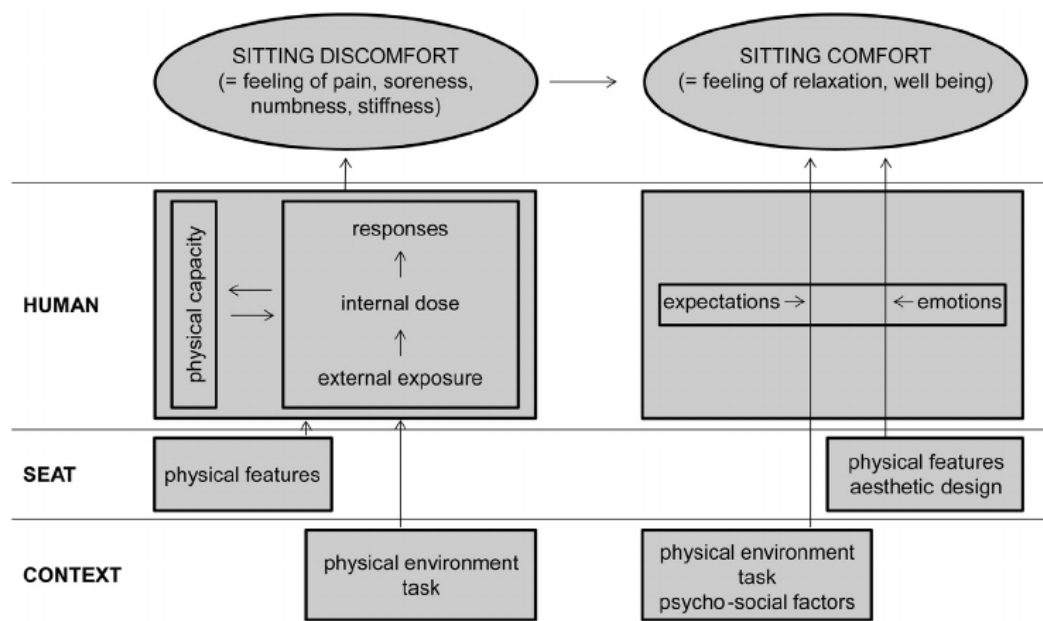 SITTING DISCOMFORT
(= feeling of pain, soreness,
numbness, stiffness)
SITTING COMFORT
(= feeling of relaxation, well being)
HUMAN
physical capacity
responses
internal dose
external exposure
expectations
emotions
SEAT
physical features
physical features
aesthetic design
CONTEXT
physical environment
task
physical environment
task
psycho-social factors